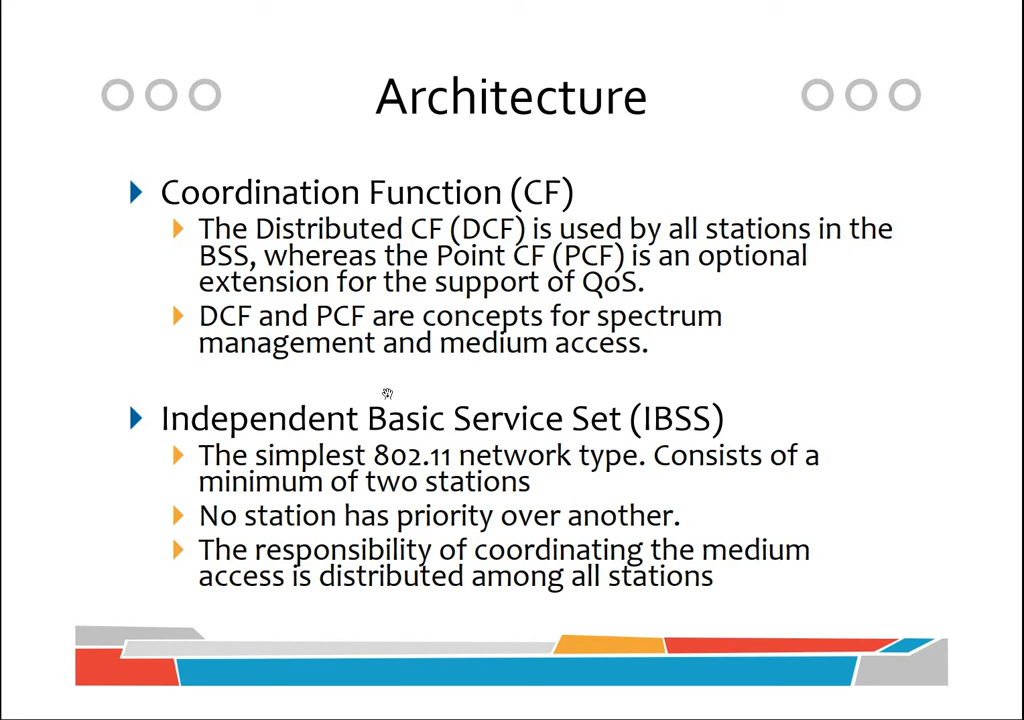 Architecture
Coordination Function (CF)
The Distributed CF (DCF) is used by all stations in the
BSS, whereas the Point CF (PCF) is an optional
extension for the support of QoS.
DCF and PCF are concepts for spectrum
management and medium access.
Independent Basic Service Set (IBSS)
The simplest 802.11 network type. Consists of a
minimum of two stations
No station has priority over another.
The responsibility of coordinating the medium
access is distributed among all stations